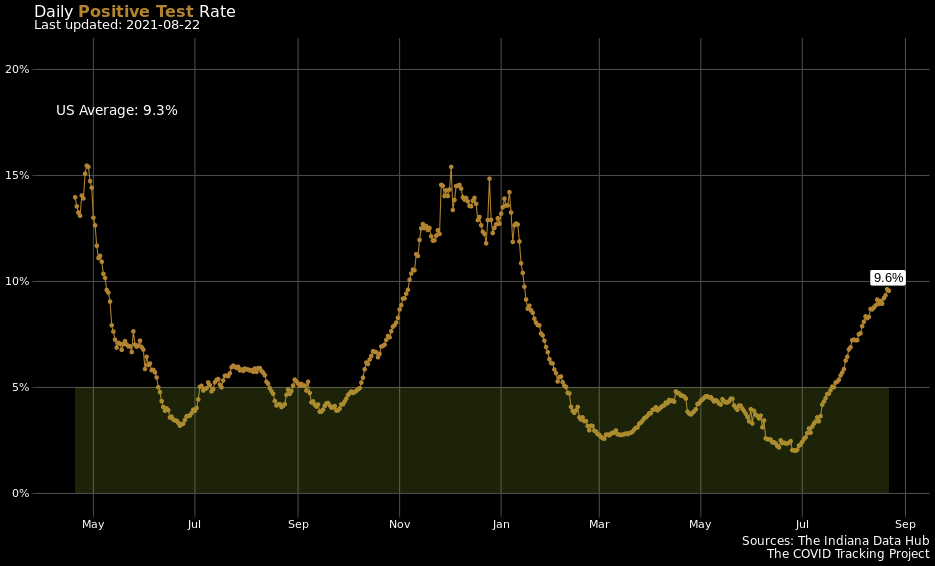 Daily Positive Test Rate
Last updated: 2021-08-22
20%
US Average: 9.3%
15%
10%
9.6%
5%
0%
May Jul Sep Nov Jan Mar May Jul Sep
Sources: The Indiana Data Hub
The COVID Tracking Project